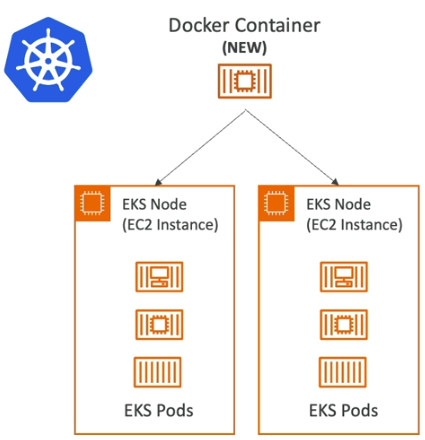 Docker Container
(NEW)
EKS Node
(EC2 Instance)
EKS Pods
EKS Node
(EC2 Instance)
EKS Pods